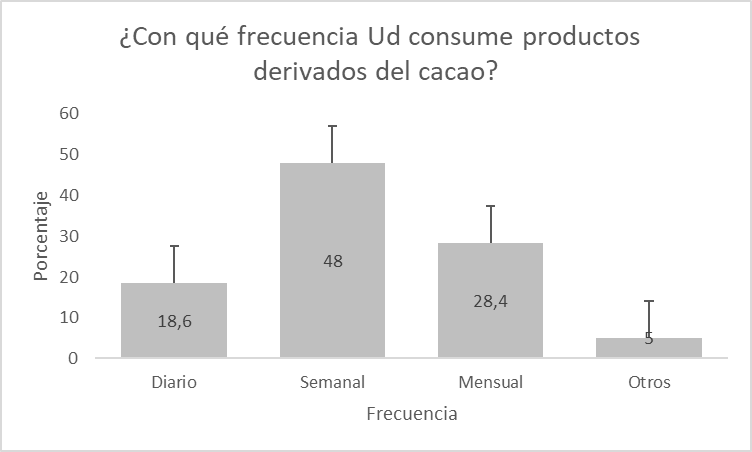 ¿Con qué frecuencia Ud consume productos
derivados del cacao?
60
50
40
30
20
10
0
Porcentaje
18,6
48
28,4
5
Diario
Semanal
Mensual
Otros
Frecuencia